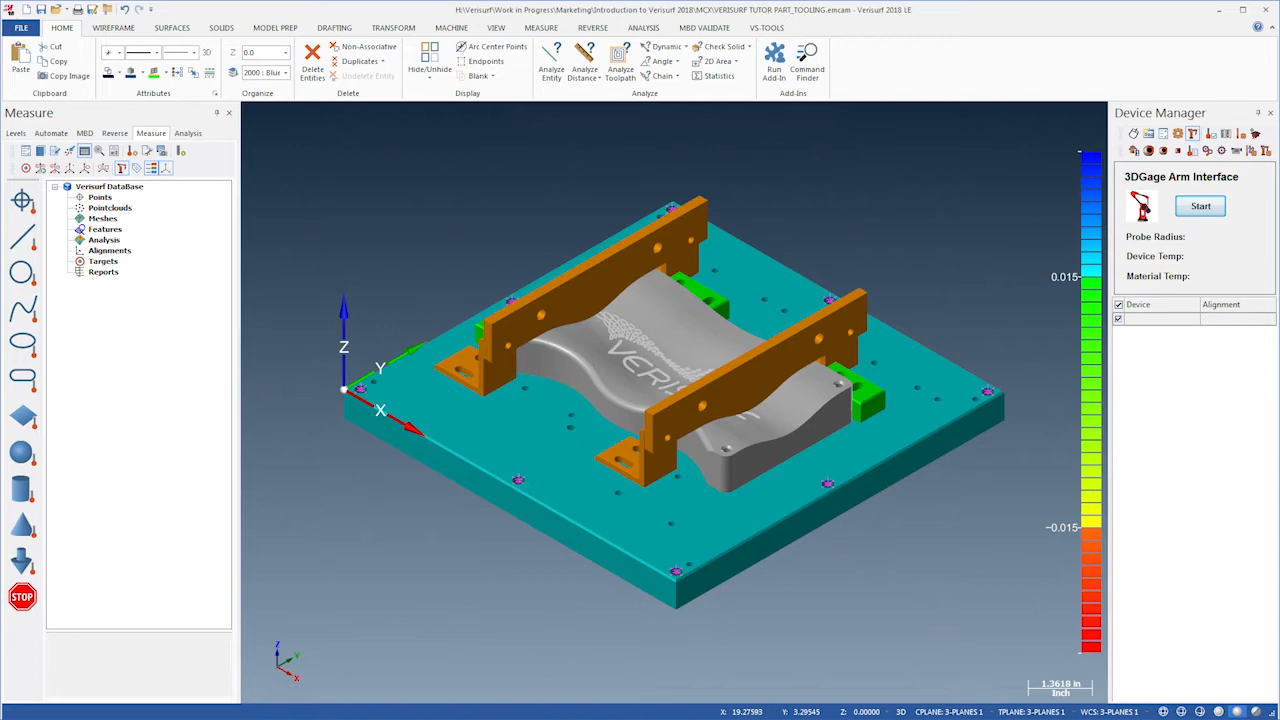 H:\Verisurf\Work in Progress\Marketing\Introduction to Verisurf 2018\MCX\VERISURF TUTOR PART_TOOLING.emcam - Verisurf 2018 LE
FILE HOME WIREFRAME SURFACES SOLIDS MODEL PREP DRAFTING TRANSFORM MACHINE VIEW MEASURE REVERSE ANALYSIS MBD VALIDATE VS-TOOLS
Paste
Cut
Copy
Copy Image
Clipboard
3D
Attributes
Z 0.0
2000 : Blue
Organize
Delete Entities
Non-Associative
Duplicates
Undelete Entity
Delete
Hide/Unhide
Arc Center Points
Endpoints
Blank
Display
Analyze Entity
Analyze Distance
Analyze Toolpath
Dynamic
Angle
Chain
Check Solid
2D Area
Statistics
Analyze
Run Add-In
Command Finder
Add-Ins
Measure
Levels Automate MBD Reverse Measure Analysis
Verisurf DataBase
Points
Pointclouds
Meshes
Features
Analysis
Alignments
Targets
Reports
STOP
Z
Y
X
VERIS
Z
Y
X
0.015
-0.015
1.3618 in
Inch
Device Manager
3DGage Arm Interface
Start
Probe Radius:
Device Temp:
Material Temp:
Device Alignment
X: 19.27593 Y: 3.29545 Z: 0.00000 3D CPLANE: 3-PLANES 1 TPLANE: 3-PLANES 1 WCS: 3-PLANES 1